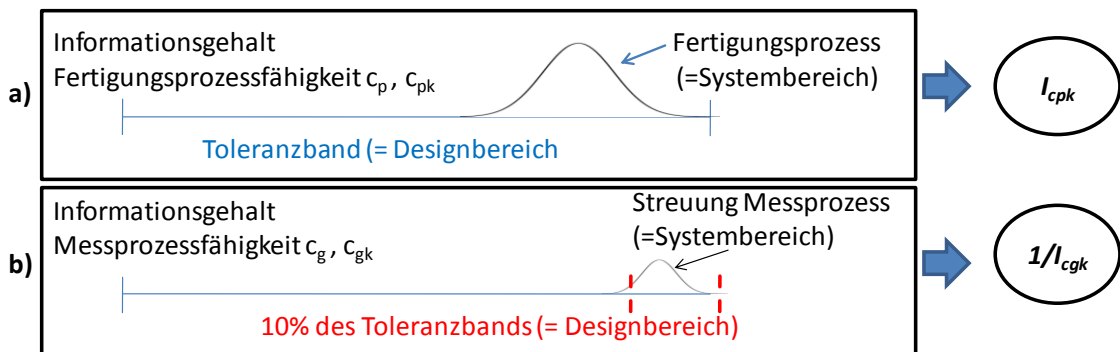 a)
Informationsgehalt
Fertigungsprozessfähigkeit cp , cpk
Fertigungsprozess
(=Systembereich)
Toleranzband (= Designbereich
Icpk
b)
Informationsgehalt
Messprozessfähigkeit cg , cgk
Streuung Messprozess
(=Systembereich)
10% des Toleranzbands (= Designbereich)
1/Icgk